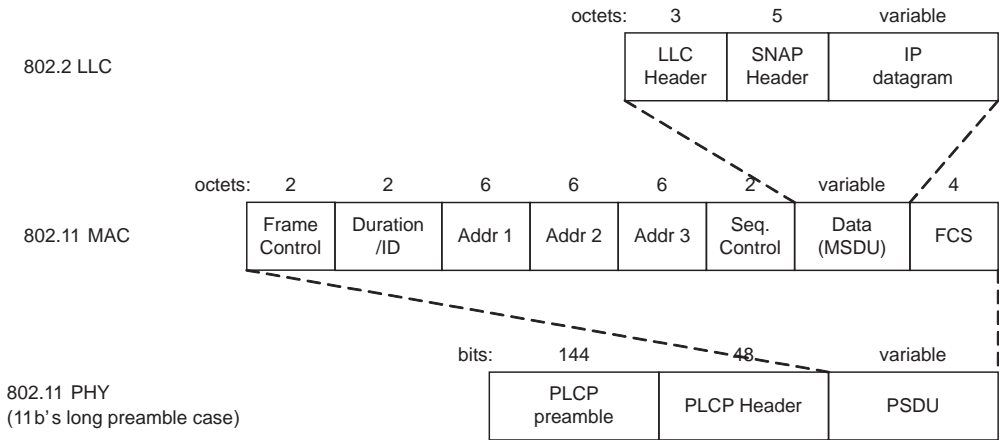 octets: 3 5 variable
802.2 LLC
LLC Header
SNAP Header
IP datagram
octets: 2 2 6 6 6 2 variable 4
802.11 MAC
Frame Control
Duration /ID
Addr 1
Addr 2
Addr 3
Seq. Control
Data (MSDU)
FCS
bits: 144 48 variable
802.11 PHY
(11b's long preamble case)
PLCP preamble
PLCP Header
PSDU